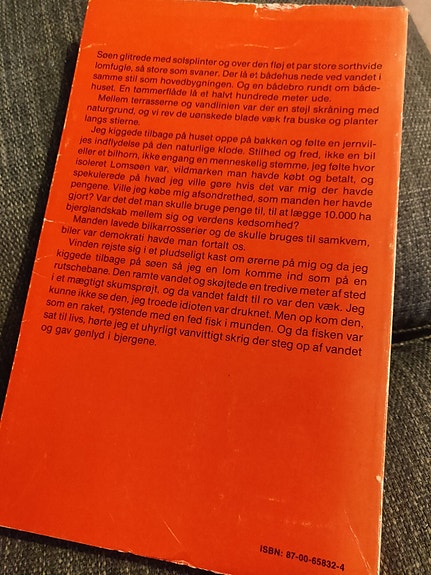 Søen glitrede med solsplinter og over den fløj et par store sorthvide
lomfugle, så store som svaner. Der lå et bådehus nede ved vandet i
samme stil som hovedbygningen. Og en bådebro rundt om både-
huset. En tømmerflåde lå et halvt hundrede meter ude.
Mellem terrasserne og vandlinien var der en stejl skråning med
naturgrund, og vi rev de uønskede blade væk fra buske og planter
langs stierne.
Jeg kiggede tilbage på huset oppe på bakken og følte en jernvil-
jes indflydelse på den naturlige klode. Stilhed og fred, ikke en bil
eller et bilhorn, ikke engang en menneskelig stemme, jeg følte hvor
isoleret Lomsøen var, vildmarken man havde købt og betalt, og
spekulerede på hvad jeg ville gøre hvis det var mig der havde
pengene. Ville jeg købe mig afsondrethed, som manden her havde
gjort? Var det det man skulle bruge penge til, til at lægge 10.000 ha
bjerglandskab mellem sig og verdens kedsomhed?
Manden lavede bilkarrosserier og de skulle bruges til samkvem,
biler var demokrati havde man fortalt os.
Vinden rejste sig i et pludseligt kast om ørerne på mig og da jeg
kiggede tilbage på søen så jeg en lom komme ind som på en
rutschebane. Den ramte vandet og skøjtede en tredive meter af sted
i et mægtigt skumsprøjt, og da vandet faldt til ro var den væk. Jeg
kunne ikke se den, jeg troede idioten var druknet. Men op kom den,
som en raket, rystende med en fed fisk i munden. Og da fisken var
sat til livs, hørte jeg et uhyrligt vanvittigt skrig der steg op af vandet
og gav genlyd i bjergene.
ISBN: 87-00-65832-4